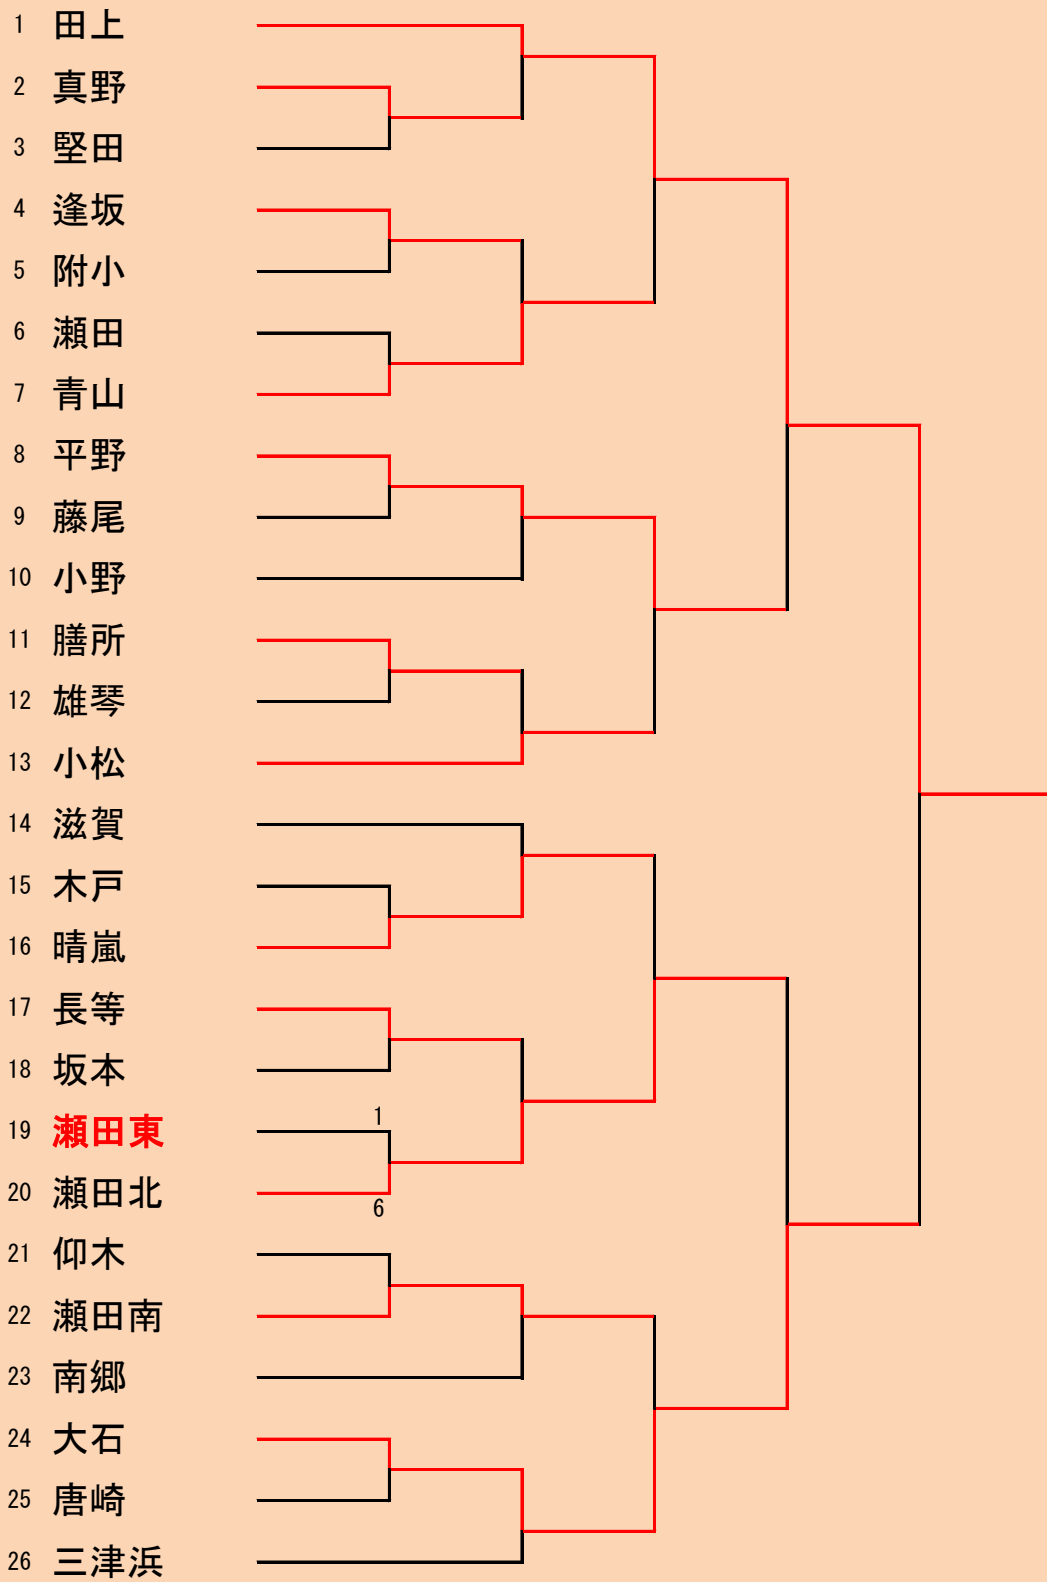 1 田上
2 真野
3 堅田
4 逢坂
5 附小
6 瀬田
7 青山
8 平野
9 藤尾
10 小野
11 膳所
12 雄琴
13 小松
14 滋賀
15 木戸
16 晴嵐
17 長等
18 坂本
1
19 瀬田東
20 瀬田北
6
21 仰木
22 瀬田南
23 南郷
24 大石
25 唐崎
26 三津浜